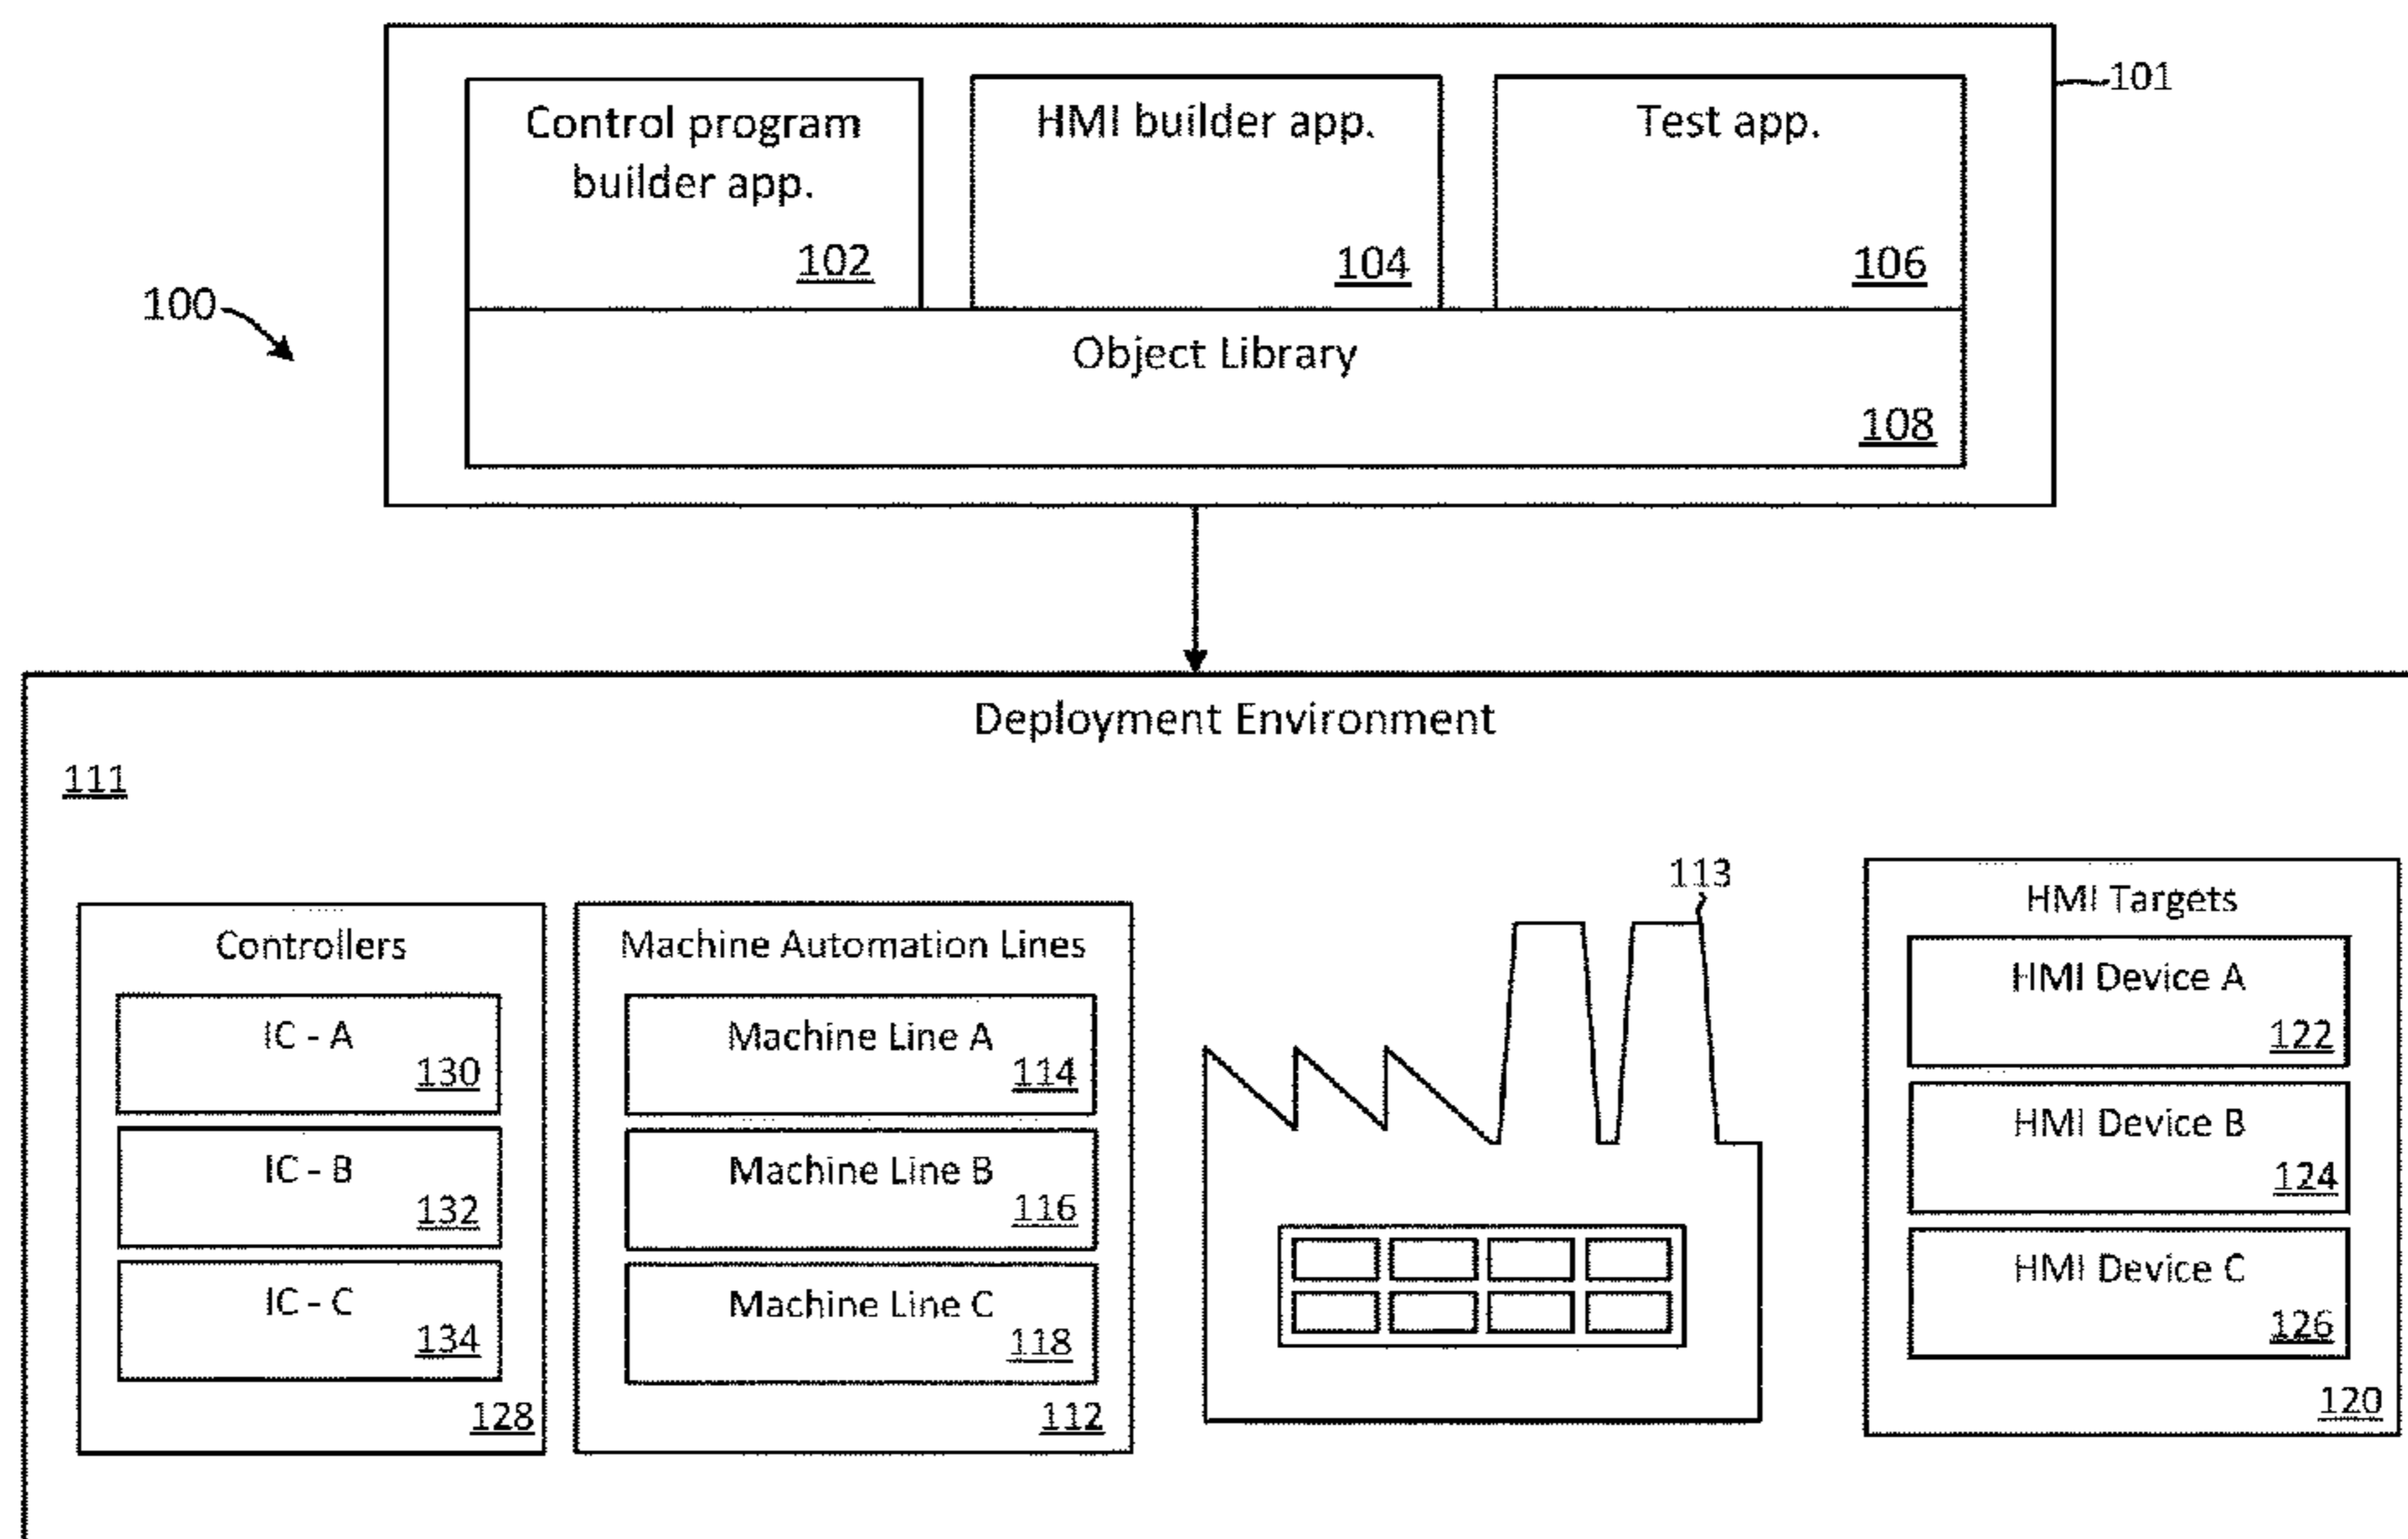 101
Control program
builder app.
102
HMI builder app.
104
Test app.
106
100
Object Library
108
Deployment Environment
111
Controllers
IC - A
130
IC - B
132
IC - C
134
128
Machine Automation Lines
Machine Line A
114
Machine Line B
116
Machine Line C
118
112
113
HMI Targets
HMI Device A
122
HMI Device B
124
HMI Device C
126
120